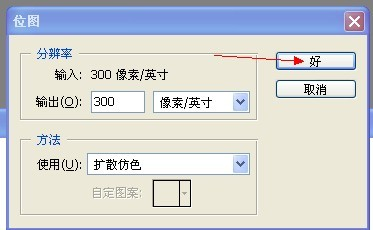 位图
分辨率
输入: 300 像素/英寸
输出(O): 300 像素/英寸
好
取消
方法
使用(U): 扩散仿色
自定图案: